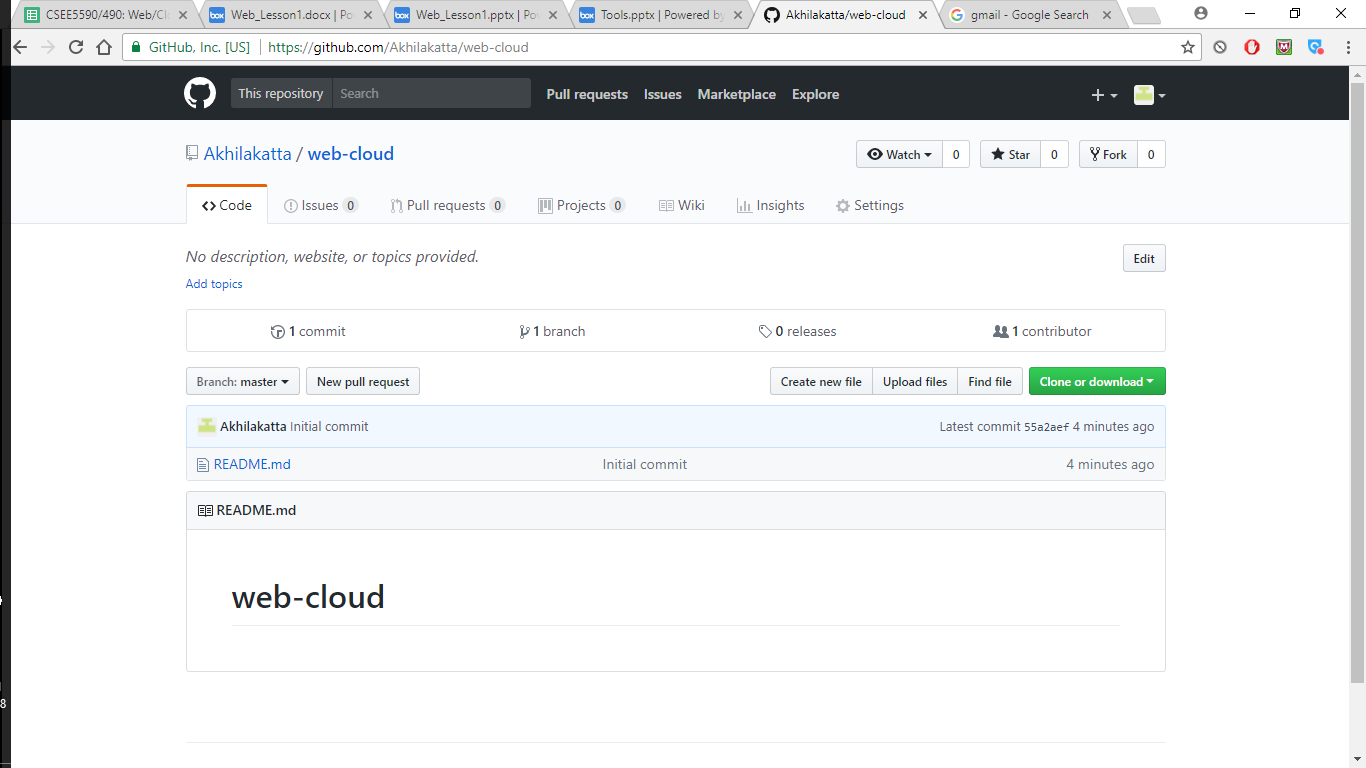 CSEE5590/490: Web/Cl
Web_Lesson1.docx | Po
Web_Lesson1.pptx | Po
Tools.pptx | Powered by
Akhilakatta/web-cloud
gmail - Google Search
GitHub, Inc. [US] https://github.com/Akhilakatta/web-cloud
This repository Search Pull requests Issues Marketplace Explore
Akhilakatta / web-cloud Watch 0 Star 0 Fork 0
Code Issues 0 Pull requests 0 Projects 0 Wiki Insights Settings
No description, website, or topics provided. Edit
Add topics
1 commit 1 branch 0 releases 1 contributor
Branch: master New pull request Create new file Upload files Find file Clone or download
Akhilakatta Initial commit Latest commit 55a2aef 4 minutes ago
README.md Initial commit 4 minutes ago
README.md
web-cloud
8